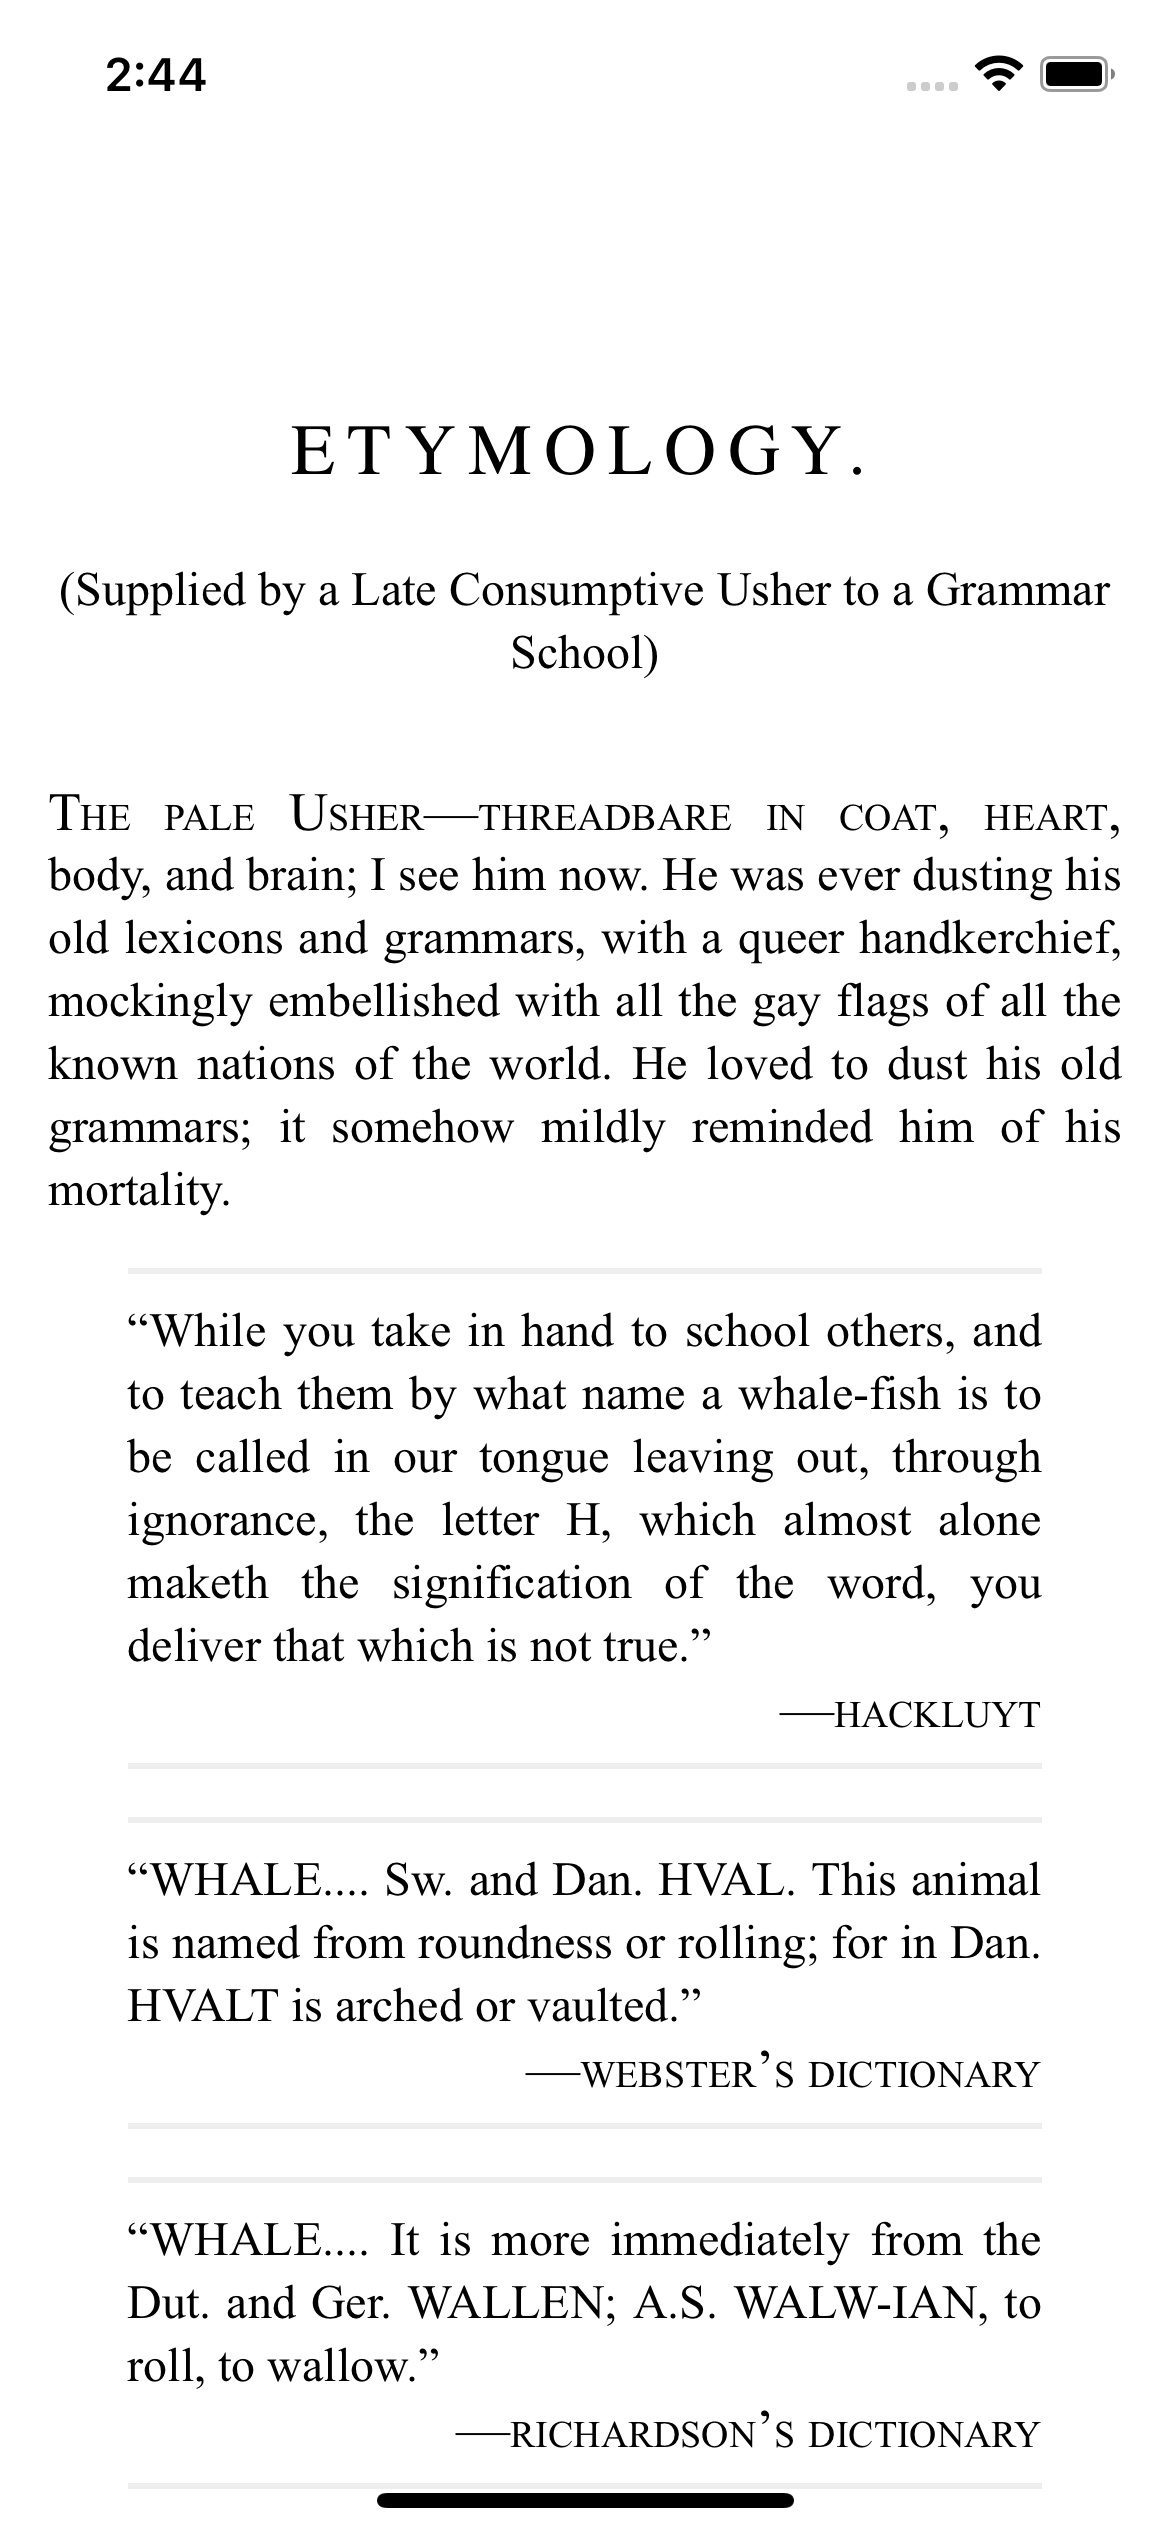 2:44
ETYMOLOGY.
(Supplied by a Late Consumptive Usher to a Grammar
School)
The pale Usher—threadbare in coat, heart,
body, and brain; I see him now. He was ever dusting his
old lexicons and grammars, with a queer handkerchief,
mockingly embellished with all the gay flags of all the
known nations of the world. He loved to dust his old
grammars; it somehow mildly reminded him of his
mortality.
“While you take in hand to school others, and
to teach them by what name a whale-fish is to
be called in our tongue leaving out, through
ignorance, the letter H, which almost alone
maketh the signification of the word, you
deliver that which is not true.”
—HACKLUYT
“WHALE.... Sw. and Dan. HVAL. This animal
is named from roundness or rolling; for in Dan.
HVALT is arched or vaulted.”
—WEBSTER’S DICTIONARY
“WHALE.... It is more immediately from the
Dut. and Ger. WALLEN; A.S. WALW-IAN, to
roll, to wallow.”
—RICHARDSON’S DICTIONARY